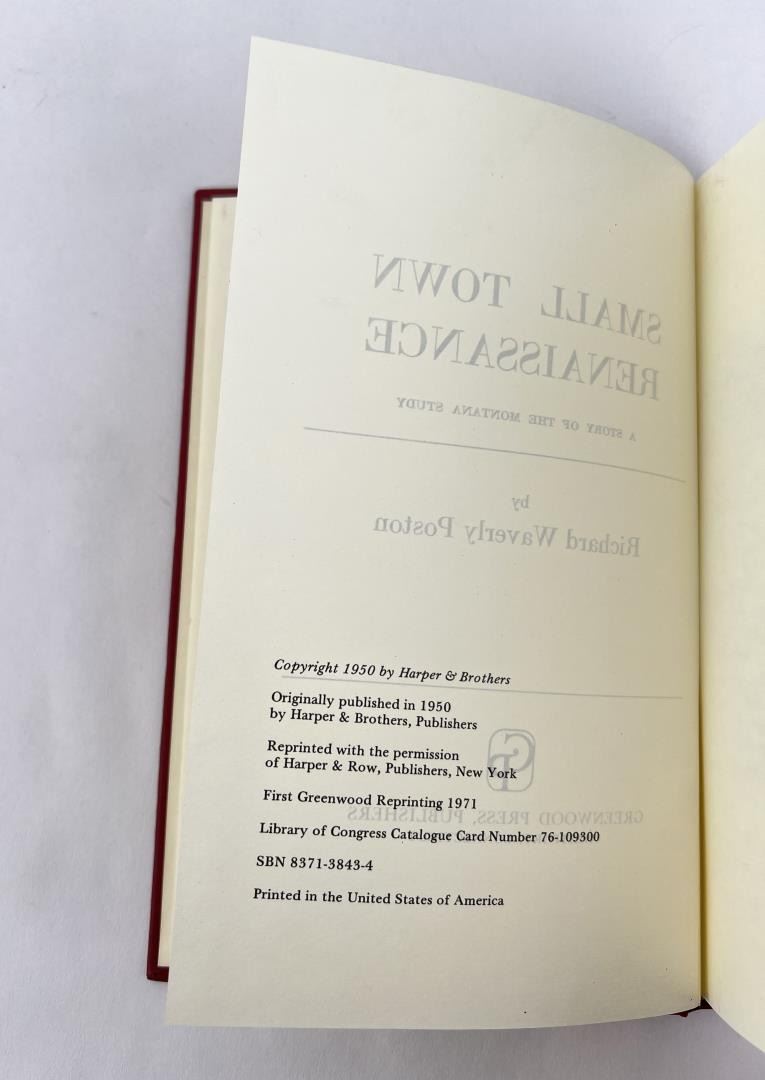 SMALL TOWN
RENAISSANCE
A STORY OF THE MONTANA STUDY
by
Richard Waverly Poston
Copyright 1950 by Harper & Brothers
Originally published in 1950
by Harper & Brothers, Publishers
Reprinted with the permission
of Harper & Row, Publishers, New York
GP
First Greenwood Reprinting 1971
GREENWOOD PRESS, PUBLISHERS
Library of Congress Catalogue Card Number 76-109300
SBN 8371-3843-4
Printed in the United States of America